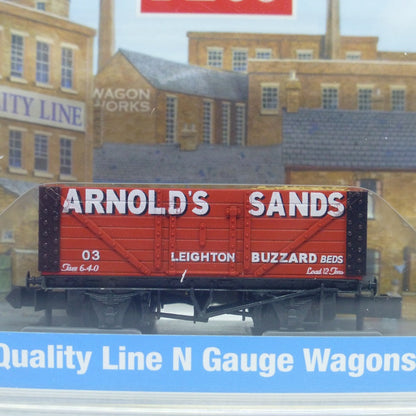 WAGON
WORKS
LITY LINE
ARNOLD'S SANDS
03 LEIGHTON BUZZARD BEDS
Tare 6-4-0 Load 12 Tons
Quality Line N Gauge Wagons